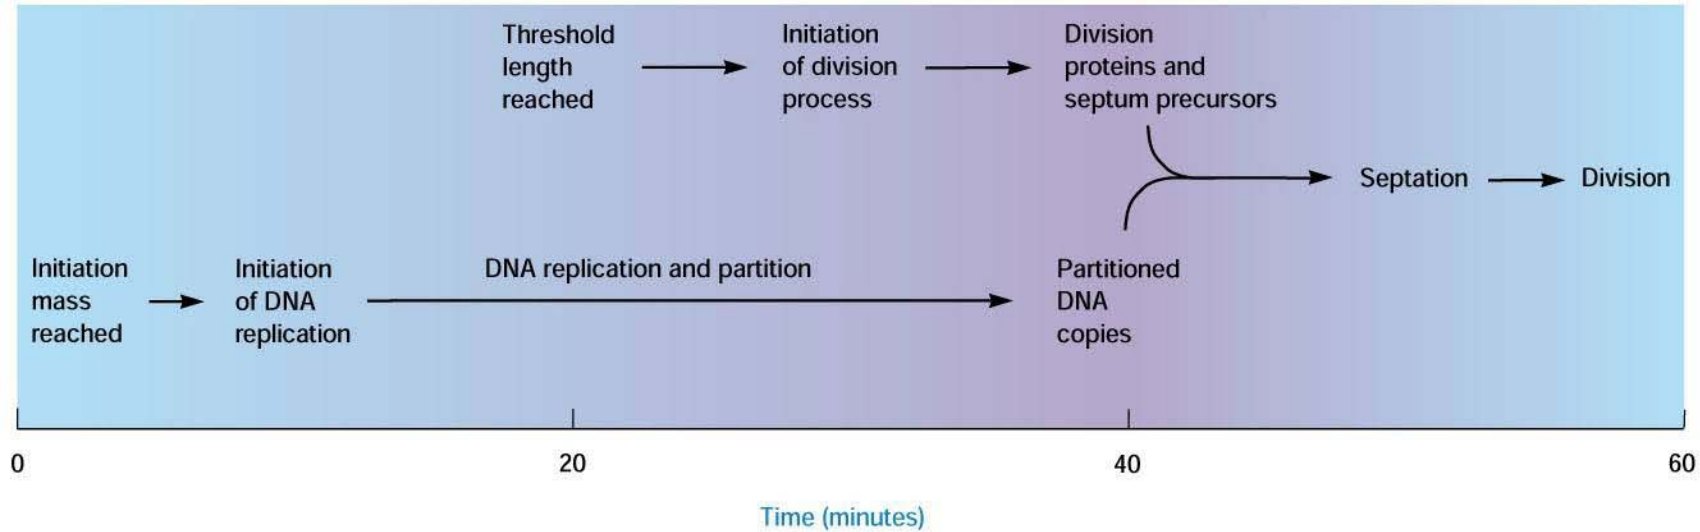 Threshold
length
reached
Initiation
of division
process
Division
proteins and
septum precursors
Septation
Division
Initiation
mass
reached
Initiation
of DNA
replication
DNA replication and partition
Partitioned
DNA
copies
0
20
40
60
Time (minutes)